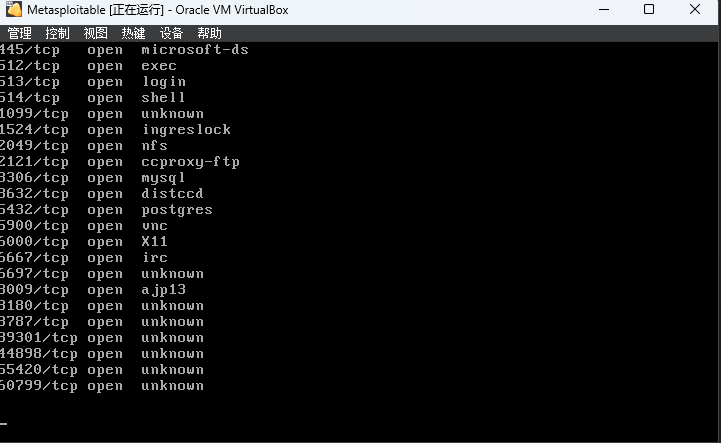 Metasploitable [正在运行] - Oracle VM VirtualBox
管理 控制 视图 热键 设备 帮助
445/tcp open microsoft-ds
512/tcp open exec
513/tcp open login
514/tcp open shell
1099/tcp open unknown
1524/tcp open ingreslock
2049/tcp open nfs
2121/tcp open ccproxy-ftp
3306/tcp open mysql
3632/tcp open distccd
5432/tcp open postgres
5900/tcp open vnc
6000/tcp open X11
6667/tcp open irc
6697/tcp open unknown
8009/tcp open ajp13
8180/tcp open unknown
8787/tcp open unknown
39301/tcp open unknown
44898/tcp open unknown
55420/tcp open unknown
60799/tcp open unknown
_